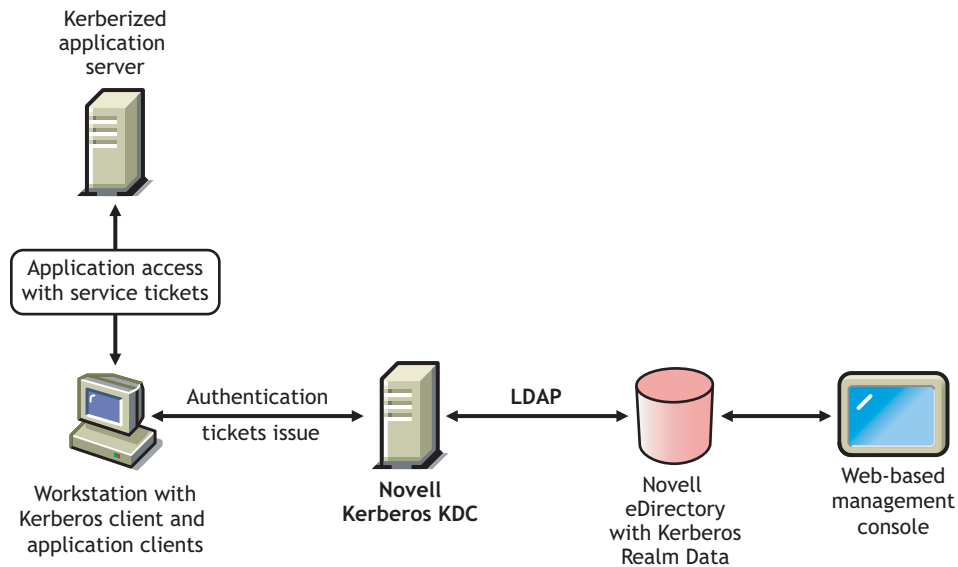 Kerberized
application
server
Application access
with service tickets
Authentication
tickets issue
LDAP
Workstation with
Kerberos client and
application clients
Novell
Kerberos KDC
Novell
eDirectory
with Kerberos
Realm Data
Web-based
management
console